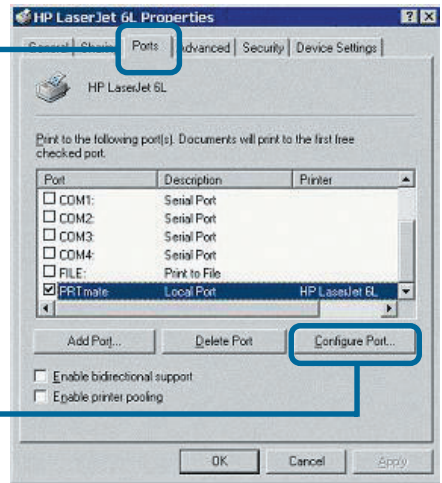 HP LaserJet 6L Properties
General Sharing Ports Advanced Security Device Settings
HP LaserJet 6L
Print to the following port(s). Documents will print to the first free
checked port.
Port Description Printer
COM1: Serial Port
COM2: Serial Port
COM3: Serial Port
COM4: Serial Port
FILE: Print to File
PRTmate Local Port HP LaserJet 6L
Add Port... Delete Port Configure Port...
Enable bidirectional support
Enable printer pooling
OK Cancel Apply